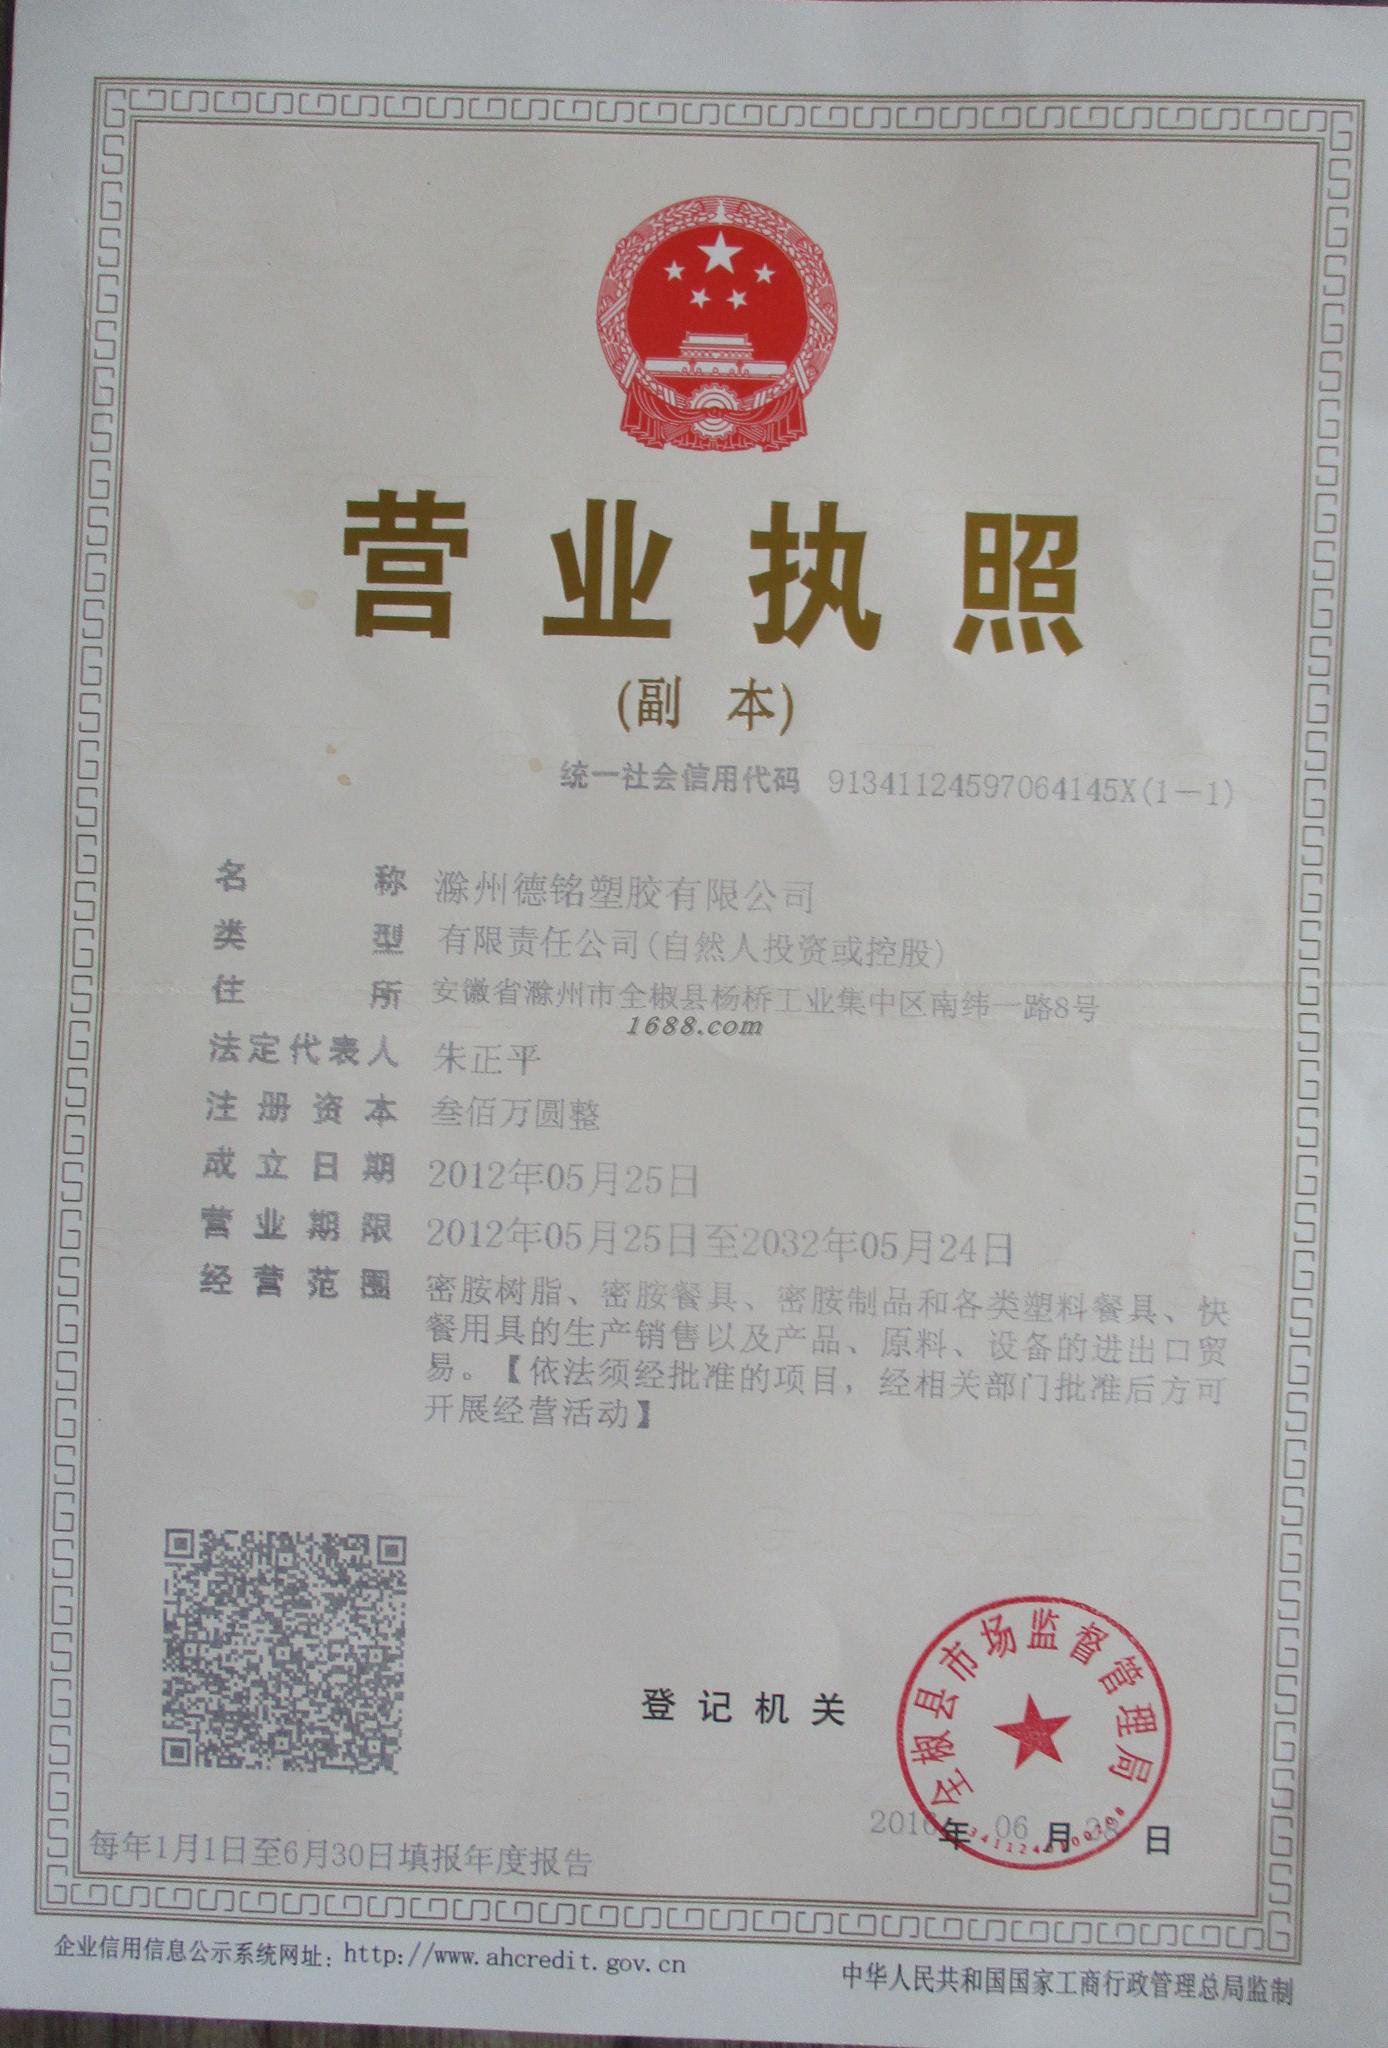 营业执照
(副 本)
统一社会信用代码 91341124597064145X(1-1)
名 称 滁州德铭塑胶有限公司
类 型 有限责任公司(自然人投资或控股)
住 所 安徽省滁州市全椒县杨桥工业集中区南纬一路8号
1688.com
法定代表人 朱正平
注册资本 叁佰万圆整
成立日期 2012年05月25日
营业期限 2012年05月25日至2032年05月24日
经营范围 密胺树脂、密胺餐具、密胺制品和各类塑料餐具、快
餐用具的生产销售以及产品、原料、设备的进出口贸
易。【依法须经批准的项目，经相关部门批准后方可
开展经营活动】
登记机关
全椒县市场监督管理局
2016年 06月 日
每年1月1日至6月30日填报年度报告
企业信用信息公示系统网址：http://www.ahcredit.gov.cn
中华人民共和国国家工商行政管理总局监制